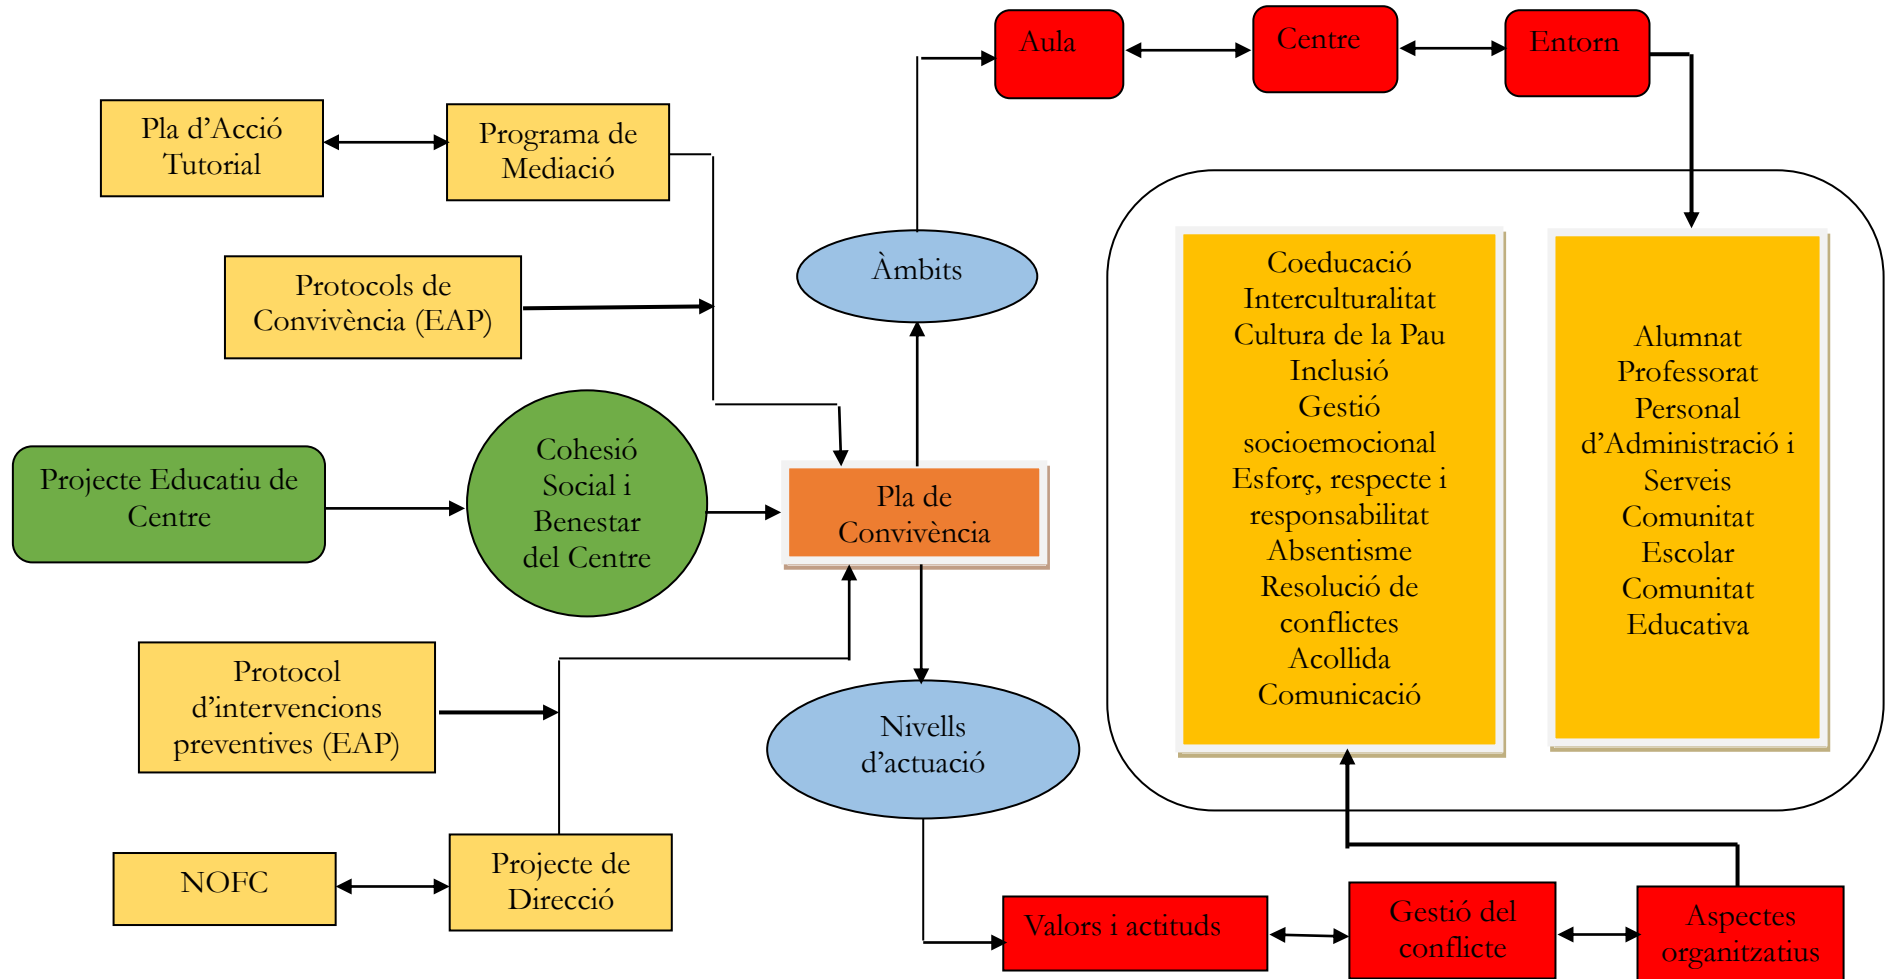 Aula
Centre
Entorn
Pla d’Acció
Tutorial
Programa de
Mediació
Protocols de
Convivència (EAP)
Àmbits
Coeducació
Interculturalitat
Cultura de la Pau
Inclusió
Gestió
socioemocional
Esforç, respecte i
responsabilitat
Absentisme
Resolució de
conflictes
Acollida
Comunicació
Alumnat
Professorat
Personal
d’Administració i
Serveis
Comunitat
Escolar
Comunitat
Educativa
Projecte Educatiu de
Centre
Cohesió
Social i
Benestar
del Centre
Pla de
Convivència
Protocol
d’intervencions
preventives (EAP)
Nivells
d’actuació
NOFC
Projecte de
Direcció
Valors i actituds
Gestió del
conflicte
Aspectes
organitzatius